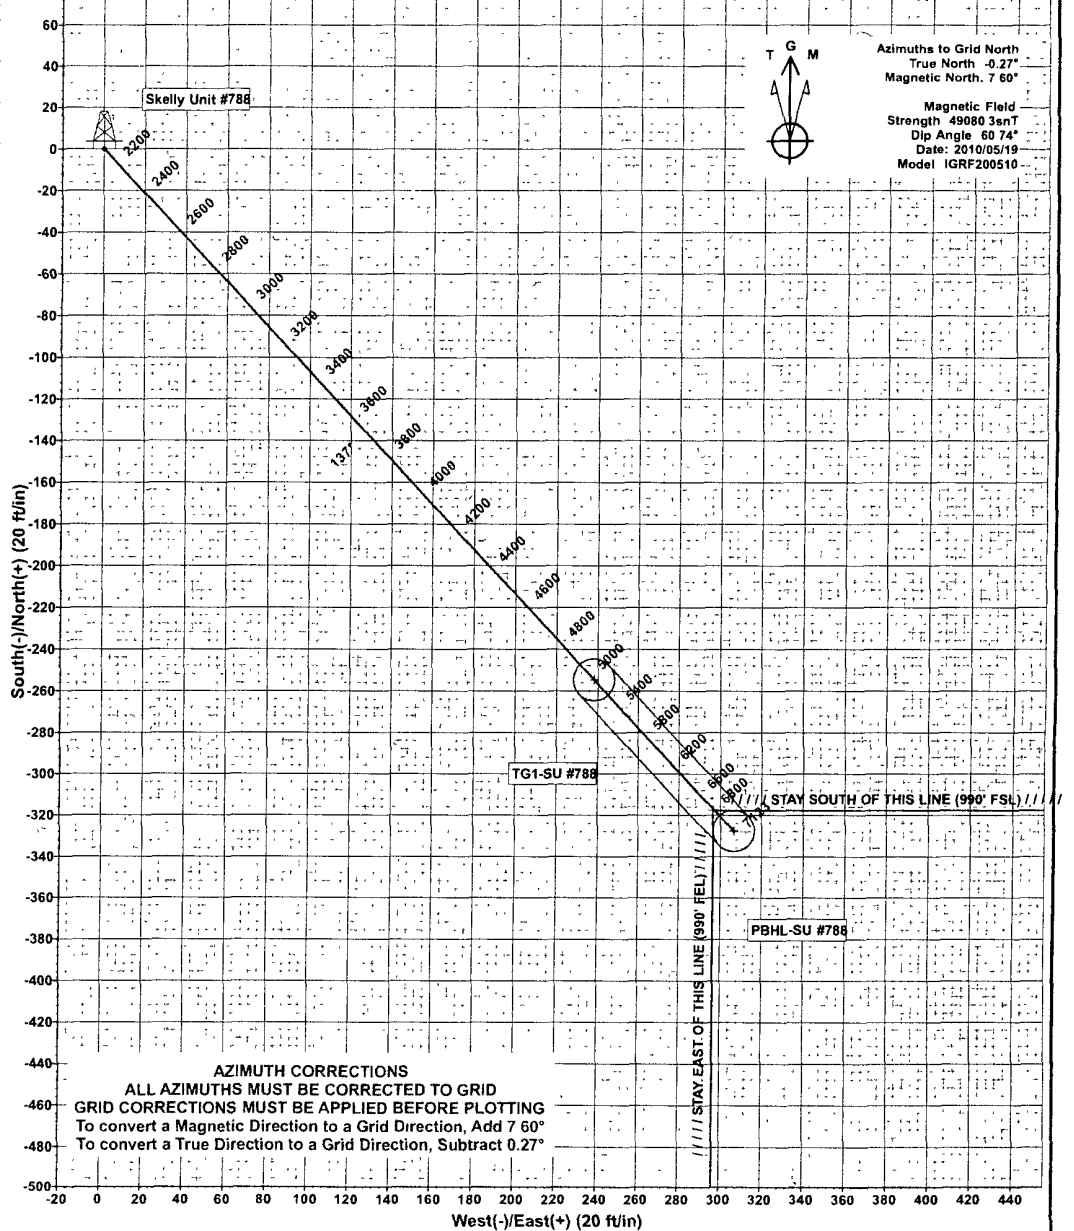 60
40
20
0
-20
-40
-60
-80
-100
-120
-140
-160
-180
-200
-220
-240
-260
-280
-300
-320
-340
-360
-380
-400
-420
-440
-460
-480
-500
South(-)/North(+) (20 ft/in)
Skelly Unit #788
T G M
Azimuths to Grid North
True North -0.27°
Magnetic North. 7 60°
Magnetic Field
Strength 49080 3snT
Dip Angle 60 74°
Date: 2010/05/19
Model IGRF200510
2200
2400
2600
2800
3000
3200
3400
3600
137°
3800
4000
4200
4400
4600
4800
5000
5400
5800
6200
6600
6800
7123
TG1-SU #788
//// STAY SOUTH OF THIS LINE (990' FSL) /////
///// STAY EAST OF THIS LINE (990' FEL) /////
PBHL-SU #788
AZIMUTH CORRECTIONS
ALL AZIMUTHS MUST BE CORRECTED TO GRID
GRID CORRECTIONS MUST BE APPLIED BEFORE PLOTTING
To convert a Magnetic Direction to a Grid Direction, Add 7 60°
To convert a True Direction to a Grid Direction, Subtract 0.27°
-20 0 20 40 60 80 100 120 140 160 180 200 220 240 260 280 300 320 340 360 380 400 420 440
West(-)/East(+) (20 ft/in)